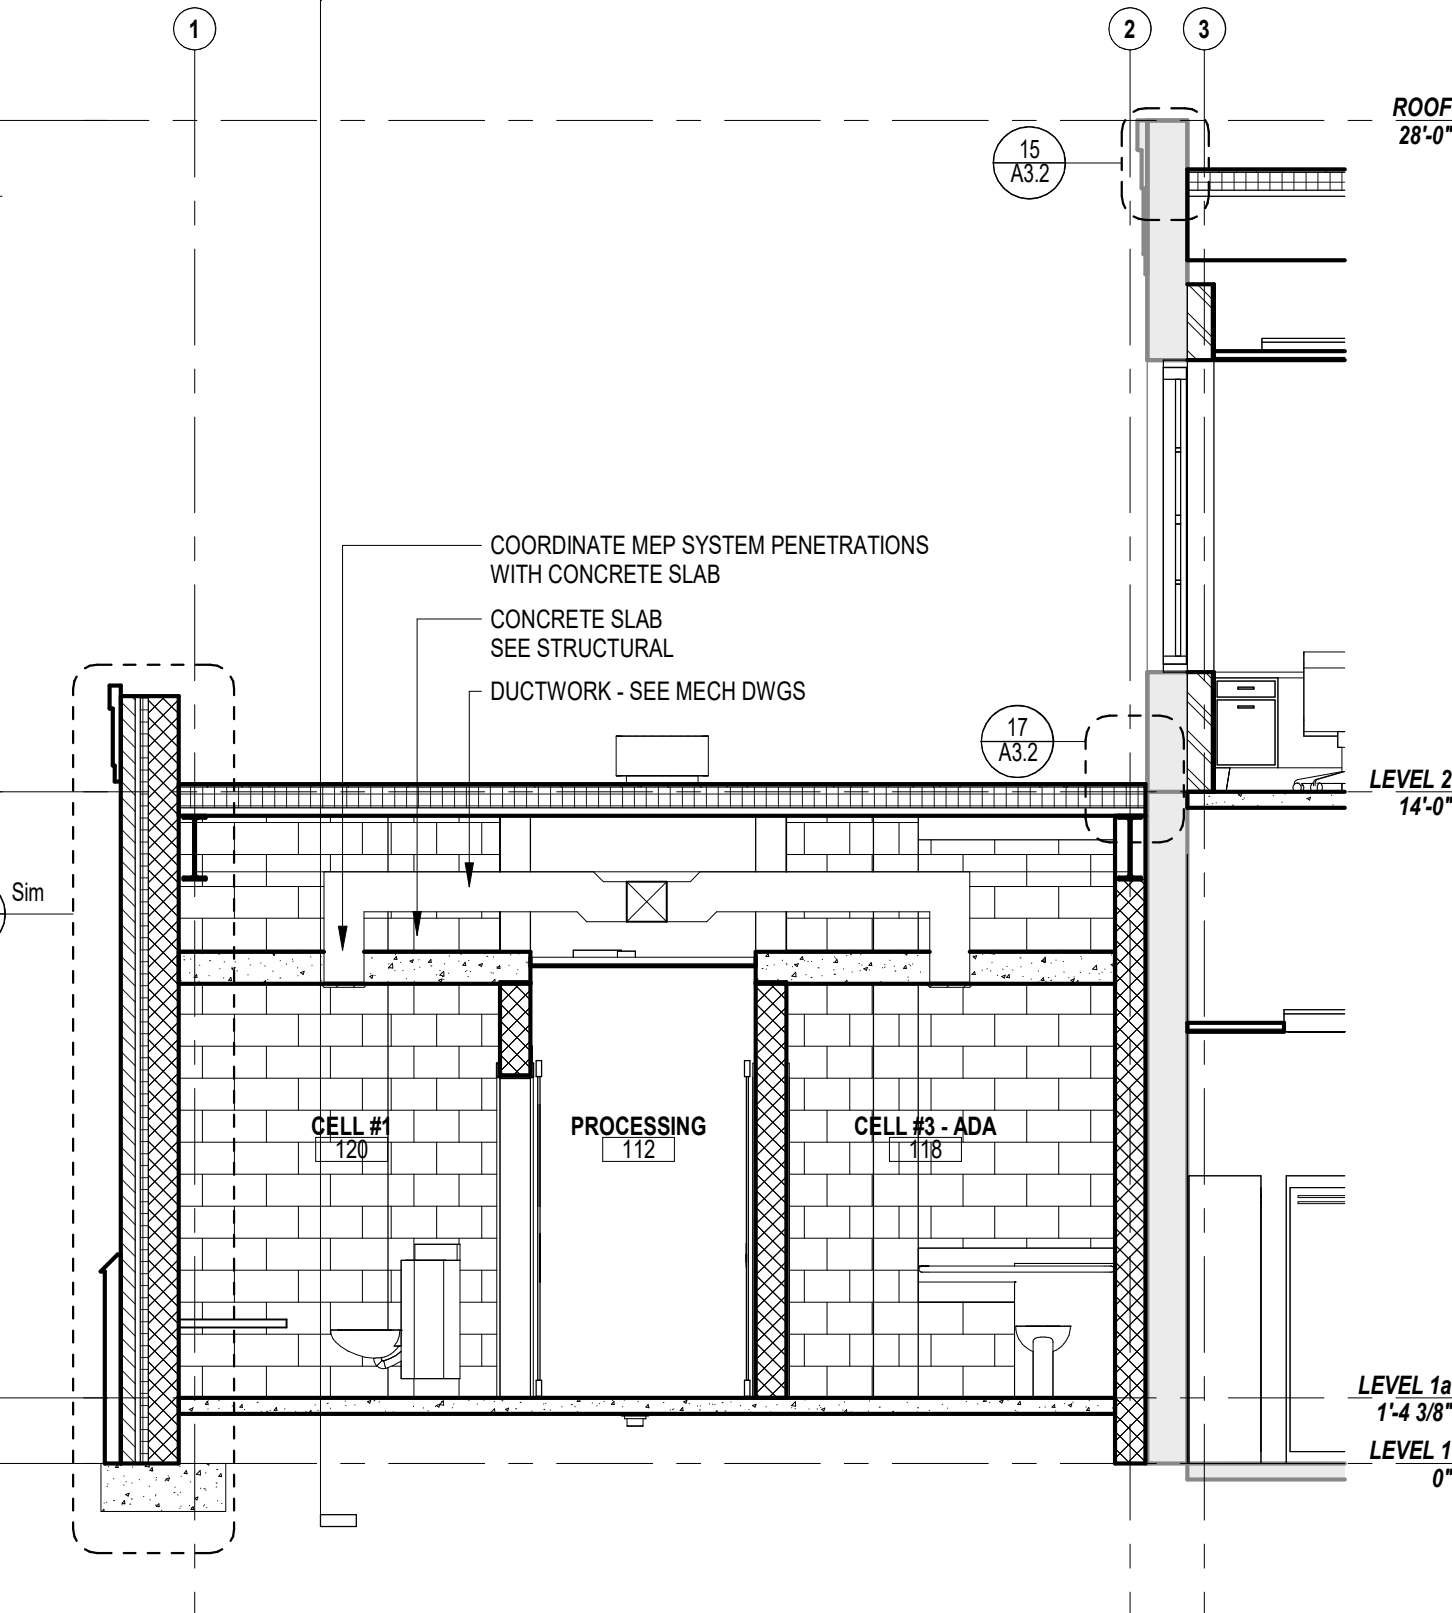 1
2
3
ROOF
28'-0"
15
A3.2
COORDINATE MEP SYSTEM PENETRATIONS
WITH CONCRETE SLAB
CONCRETE SLAB
SEE STRUCTURAL
DUCTWORK - SEE MECH DWGS
17
A3.2
LEVEL 2
14'-0"
Sim
CELL #1
120
PROCESSING
112
CELL #3 - ADA
118
LEVEL 1a
1'-4 3/8"
LEVEL 1
0"